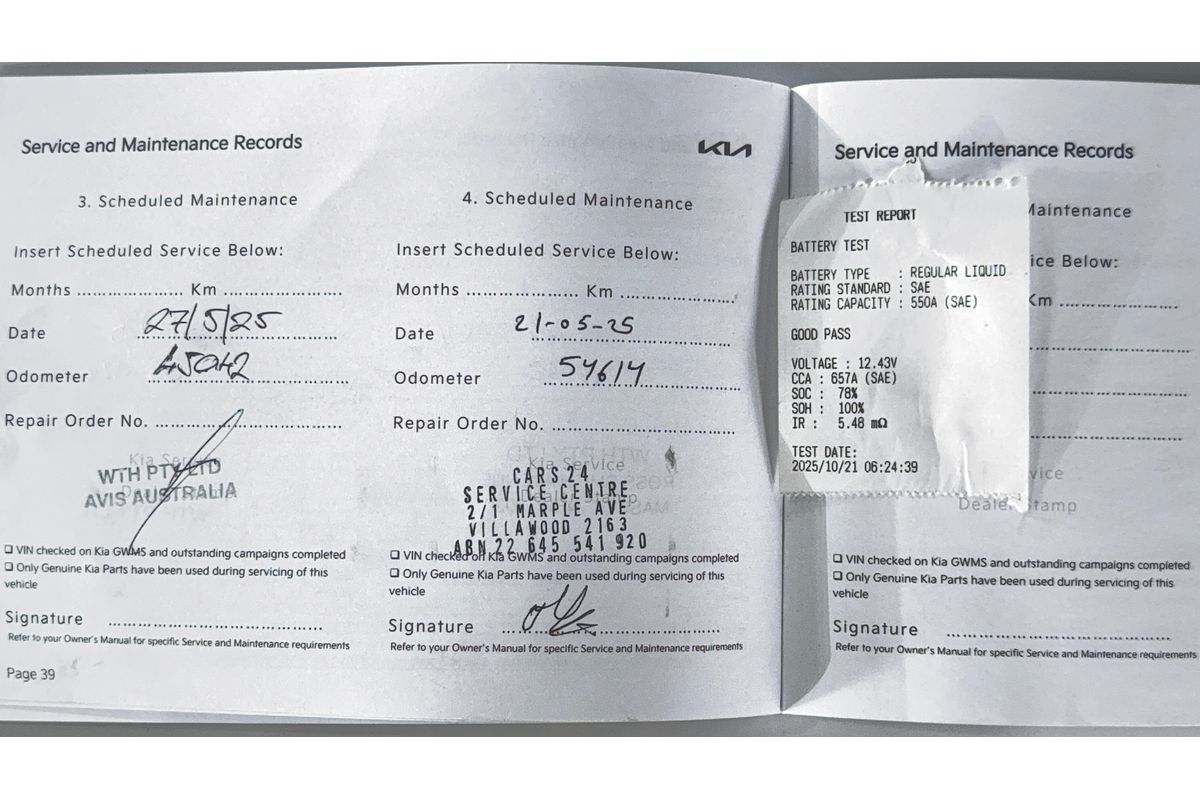 Service and Maintenance Records
3. Scheduled Maintenance
Insert Scheduled Service Below:
Months .................... Km ......................
Date 27/5/25
Odometer 45042
Repair Order No. ..................................
Kia Se
WTH PTY LTD
AVIS AUSTRALIA
❑ VIN checked on Kia GWMS and outstanding campaigns completed
❑ Only Genuine Kia Parts have been used during servicing of this
vehicle
Signature ........................................
Refer to your Owner's Manual for specific Service and Maintenance requirements
Page 39
KIA
4. Scheduled Maintenance
Insert Scheduled Service Below:
Months .................... Km ......................
Date 21-05-25
Odometer 54614
Repair Order No. ..................................
Kia Service
CARS24
SERVICE CENTRE
2/1 MARPLE AVE
VILLAWOOD 2163
ABN 22 645 541 920
❑ VIN checked on Kia GWMS and outstanding campaigns completed
❑ Only Genuine Kia Parts have been used during servicing of this
vehicle
Signature ........................................
Refer to your Owner's Manual for specific Service and Maintenance requirements
Service and Maintenance Records
Maintenance
ice Below:
Km ......................
TEST REPORT
BATTERY TEST
BATTERY TYPE : REGULAR LIQUID
RATING STANDARD : SAE
RATING CAPACITY : 550A (SAE)
GOOD PASS
VOLTAGE : 12.43V
CCA : 657A (SAE)
SOC : 78%
SOH : 100%
IR : 5.48 mΩ
TEST DATE:
2025/10/21 06:24:39
vice
Dealer Stamp
❑ VIN checked on Kia GWMS and outstanding campaigns completed
❑ Only Genuine Kia Parts have been used during servicing of this
vehicle
Signature ........................................
Refer to your Owner's Manual for specific Service and Maintenance requirements